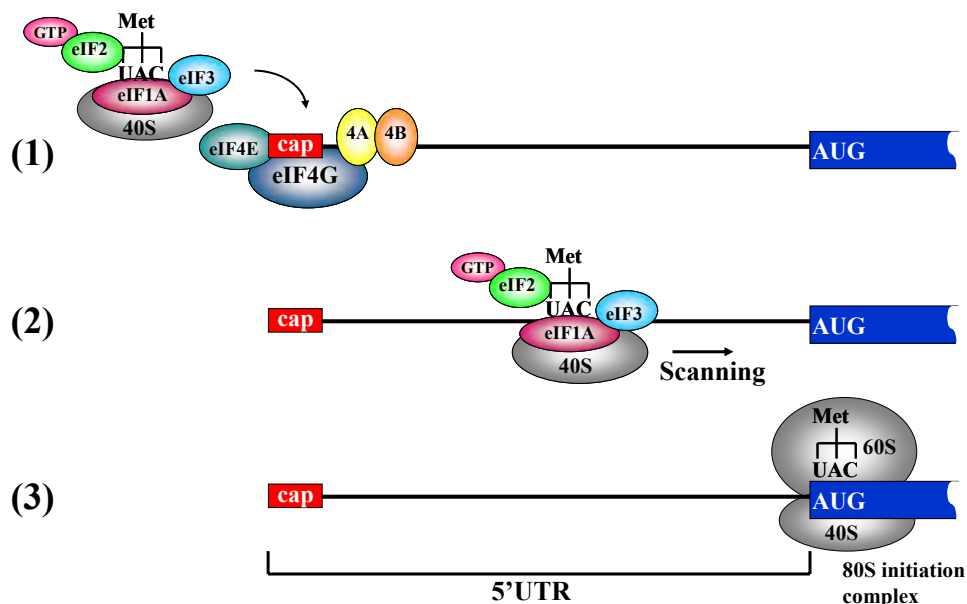 Met
GTP
eIF2
UAC
eIF3
eIF1A
40S
(1)
eIF4E
cap
4A
4B
AUG
eIF4G
Met
GTP
eIF2
UAC
eIF3
(2)
cap
eIF1A
AUG
40S
Scanning
Met
60S
UAC
(3)
cap
AUG
40S
5'UTR
80S initiation
complex